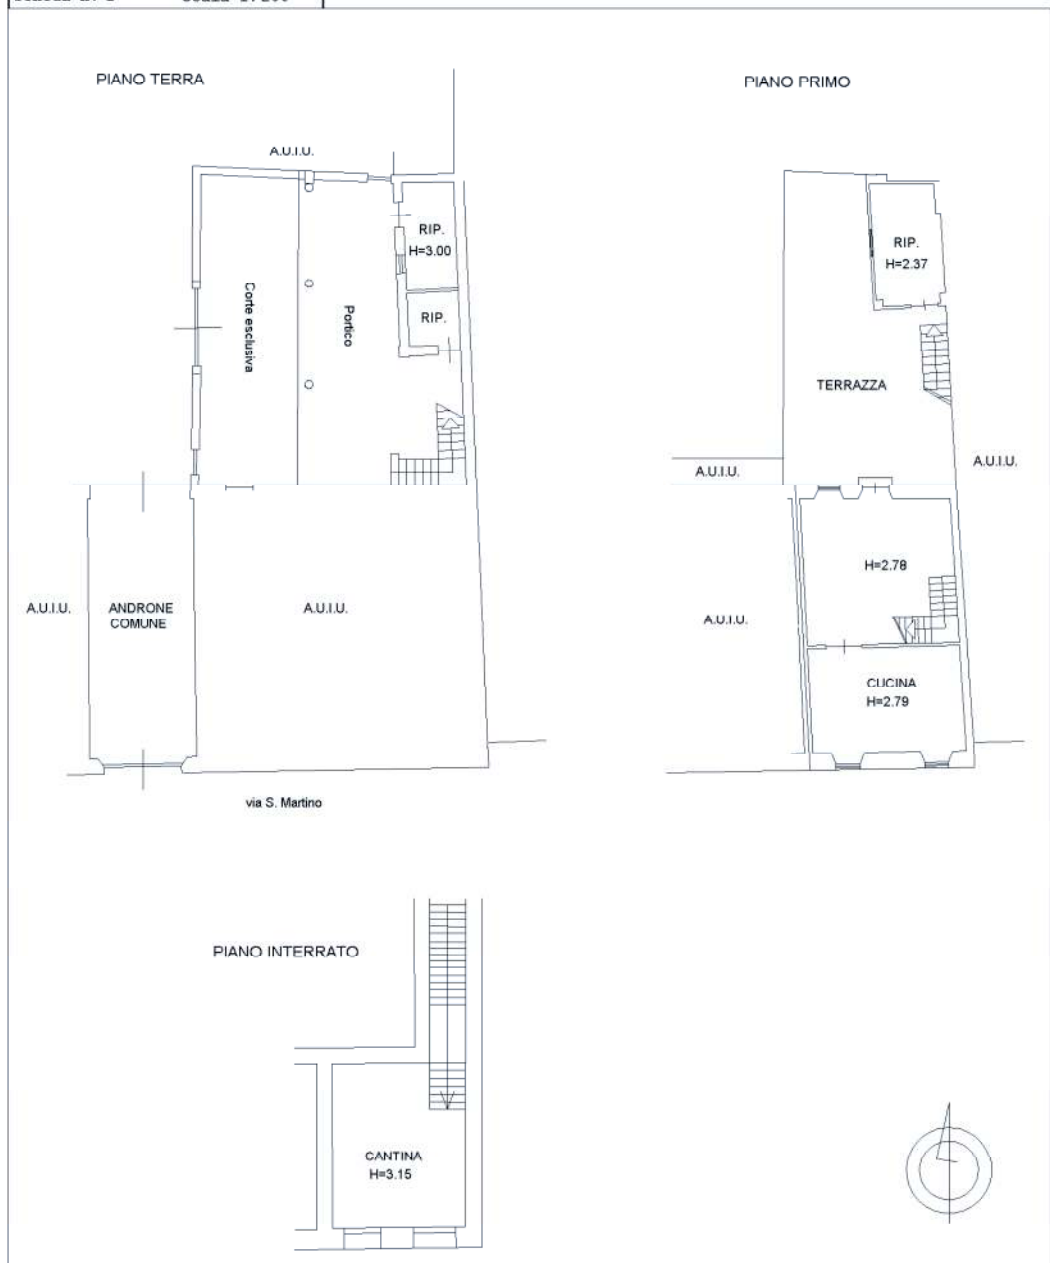 PIANO TERRA
PIANO PRIMO
A.U.I.U.
RIP.
H=3.00
RIP.
Corte esclusiva
Portico
RIP.
H=2.37
TERRAZZA
A.U.I.U.
A.U.I.U.
A.U.I.U.
ANDRONE
COMUNE
A.U.I.U.
H=2.78
A.U.I.U.
CUCINA
H=2.79
via S. Martino
PIANO INTERRATO
CANTINA
H=3.15